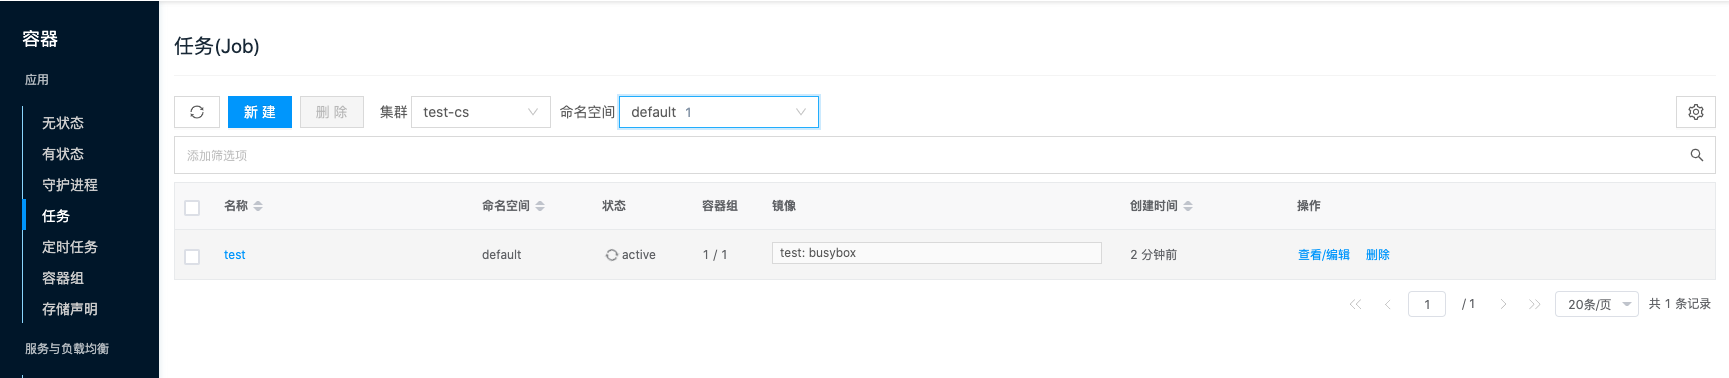 容器
应用
无状态
有状态
守护进程
任务
定时任务
容器组
存储声明
服务与负载均衡
任务(Job)
新 建 删 除 集群 test-cs 命名空间 default 1
添加筛选项
名称 命名空间 状态 容器组 镜像 创建时间 操作
test default active 1 / 1 test: busybox 2 分钟前 查看/编辑 删除
1 / 1 20条/页 共 1 条记录